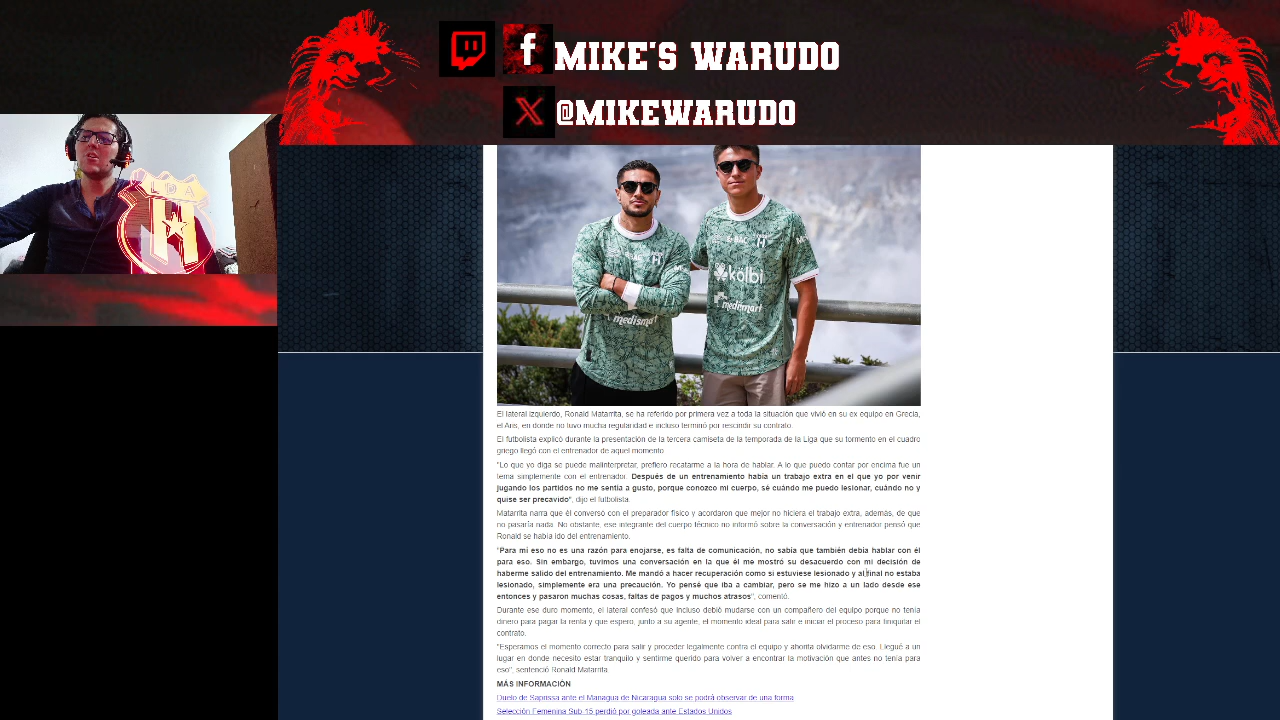 MIKE'S WARUDO
@MIKEWARUDO
LDA
BAC
kölbi
medismart
medismart
El lateral izquierdo, Ronald Matarrita, se ha referido por primera vez a toda la situación que vivió en su ex equipo en Grecia,
el Aris, en donde no tuvo mucha regularidad e incluso terminó por rescindir su contrato.
El futbolista explicó durante la presentación de la tercera camiseta de la temporada de la Liga que su tormento en el cuadro
griego llegó con el entrenador de aquel momento
"Lo que yo diga se puede malinterpretar, prefiero recatarme a la hora de hablar. A lo que puedo contar por encima fue un
tema simplemente con el entrenador. Después de un entrenamiento había un trabajo extra en el que yo por venir
jugando los partidos no me sentía a gusto, porque conozco mi cuerpo, sé cuándo me puedo lesionar, cuándo no y
quise ser precavido", dijo el futbolista.
Matarrita narra que él conversó con el preparador físico y acordaron que mejor no hiciera el trabajo extra, además, de que
no pasaría nada. No obstante, ese integrante del cuerpo técnico no informó sobre la conversación y entrenador pensó que
Ronald se había ido del entrenamiento.
"Para mí eso no es una razón para enojarse, es falta de comunicación, no sabía que también debía hablar con él
para eso. Sin embargo, tuvimos una conversación en la que él me mostró su desacuerdo con mi decisión de
haberme salido del entrenamiento. Me mandó a hacer recuperación como si estuviese lesionado y al final no estaba
lesionado, simplemente era una precaución. Yo pensé que iba a cambiar, pero se me hizo a un lado desde ese
entonces y pasaron muchas cosas, faltas de pagos y muchos atrasos", comentó.
Durante ese duro momento, el lateral confesó que incluso debió mudarse con un compañero del equipo porque no tenía
dinero para pagar la renta y que espero, junto a su agente, el momento ideal para salir e iniciar el proceso para finiquitar el
contrato.
"Esperamos el momento correcto para salir y proceder legalmente contra el equipo y ahorita olvidarme de eso. Llegué a un
lugar en donde necesito estar tranquilo y sentirme querido para volver a encontrar la motivación que antes no tenía para
eso", sentenció Ronald Matarrita.
MÁS INFORMACIÓN
Duelo de Saprissa ante el Managua de Nicaragua solo se podrá observar de una forma
Selección Femenina Sub 15 perdió por goleada ante Estados Unidos